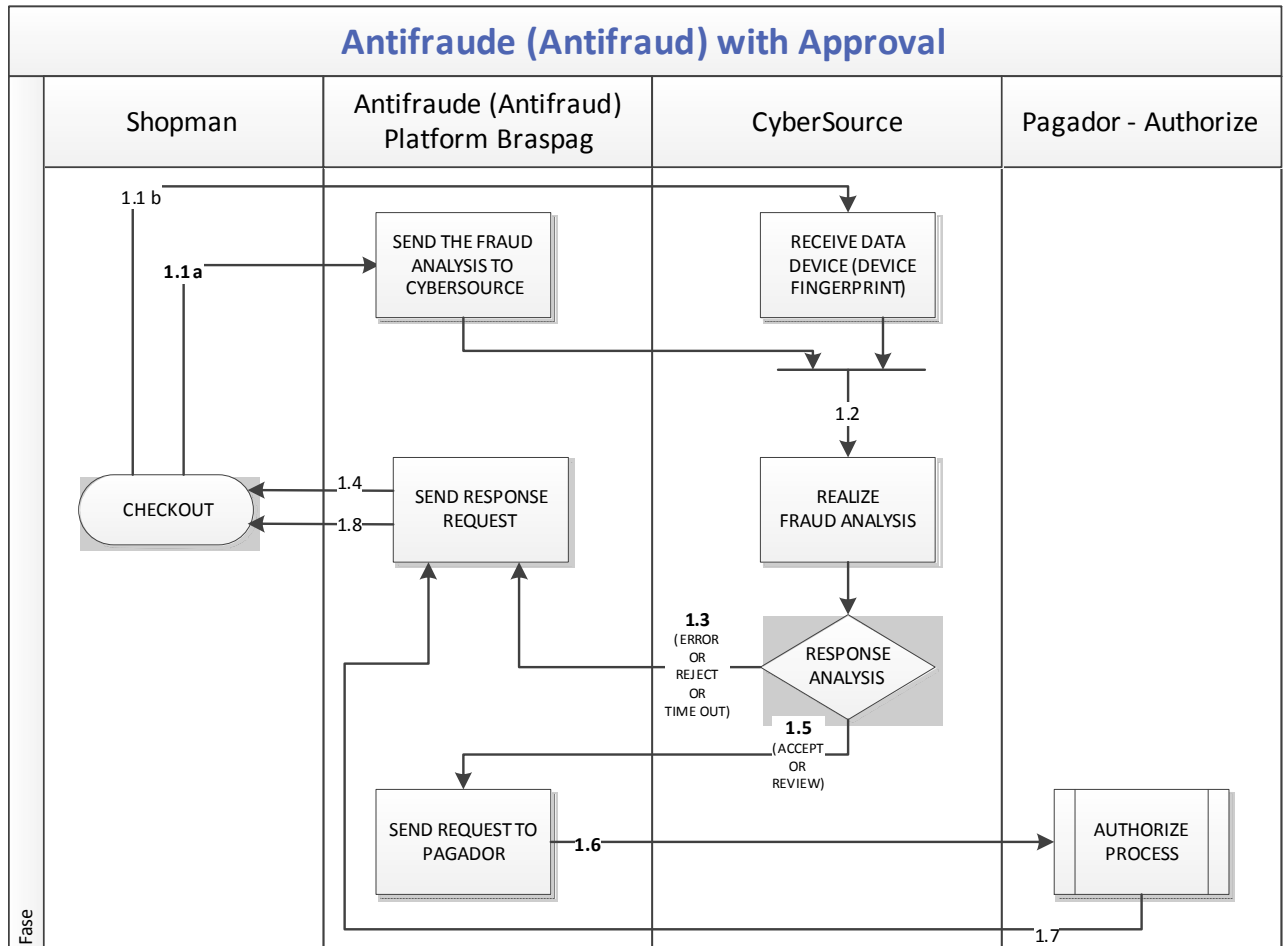 Antifraude (Antifraud) with Approval
Shopman
Antifraude (Antifraud)
Platform Braspag
CyberSource
Pagador - Authorize
1.1 b
1.1 a
SEND THE FRAUD
ANALYSIS TO
CYBERSOURCE
RECEIVE DATA
DEVICE (DEVICE
FINGERPRINT)
1.2
CHECKOUT
1.4
1.8
SEND RESPONSE
REQUEST
REALIZE
FRAUD ANALYSIS
1.3
(ERROR
OR
REJECT
OR
TIME OUT)
RESPONSE
ANALYSIS
1.5
(ACCEPT
OR
REVIEW)
SEND REQUEST TO
PAGADOR
1.6
AUTHORIZE
PROCESS
1.7
Fase